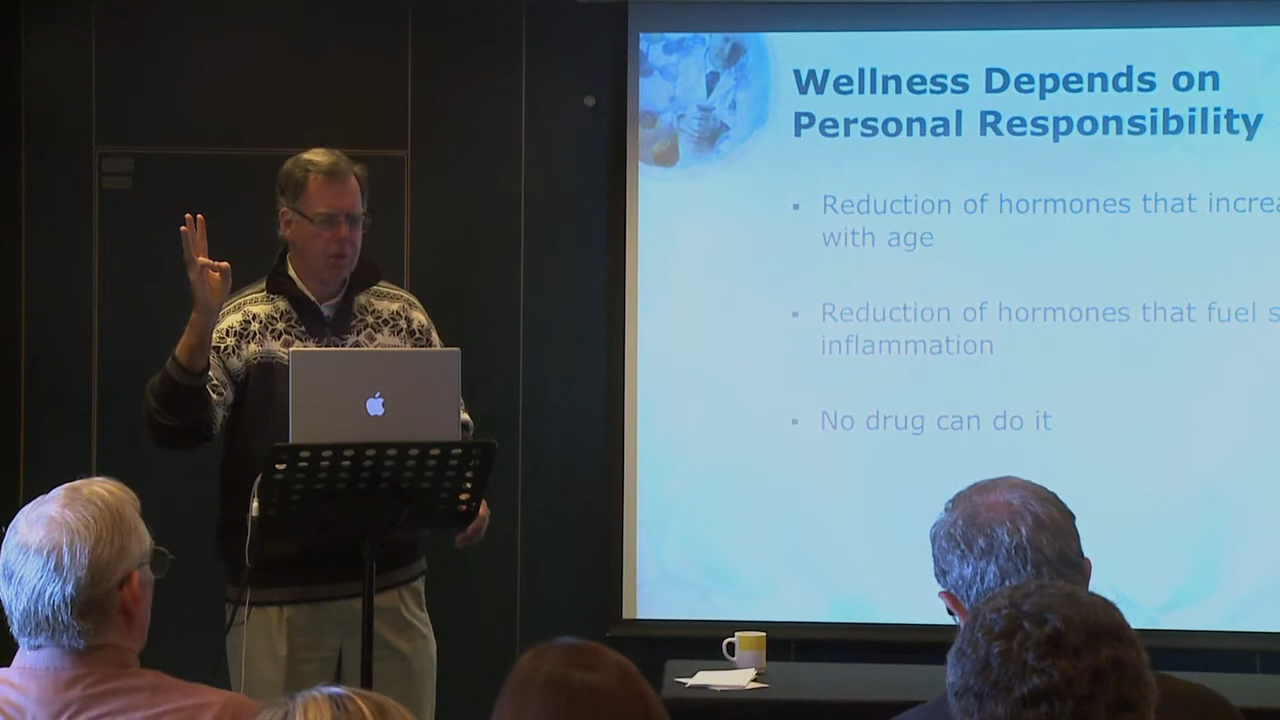 Wellness Depends on
Personal Responsibility
Reduction of hormones that
with age
Reduction of hormones that fuel
inflammation
No drug can do it